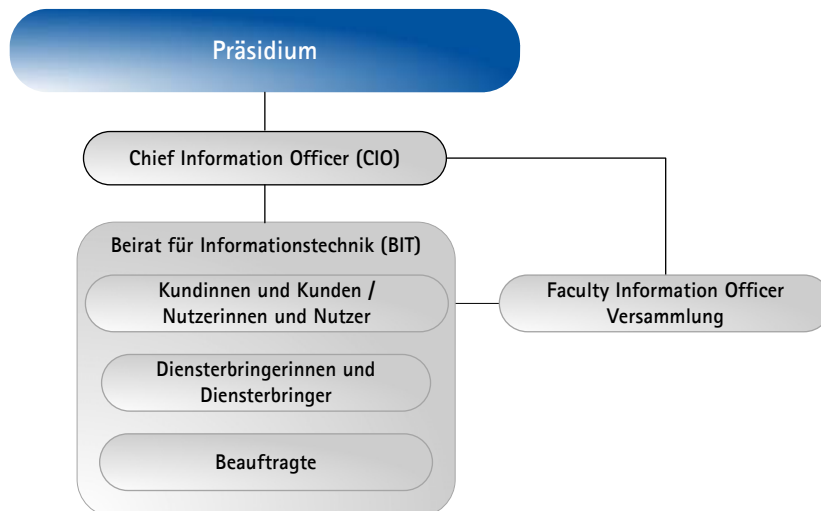 Präsidium
Chief Information Officer (CIO)
Beirat für Informationstechnik (BIT)
Kundinnen und Kunden /
Nutzerinnen und Nutzer
Faculty Information Officer
Versammlung
Diensterbringerinnen und
Diensterbringer
Beauftragte